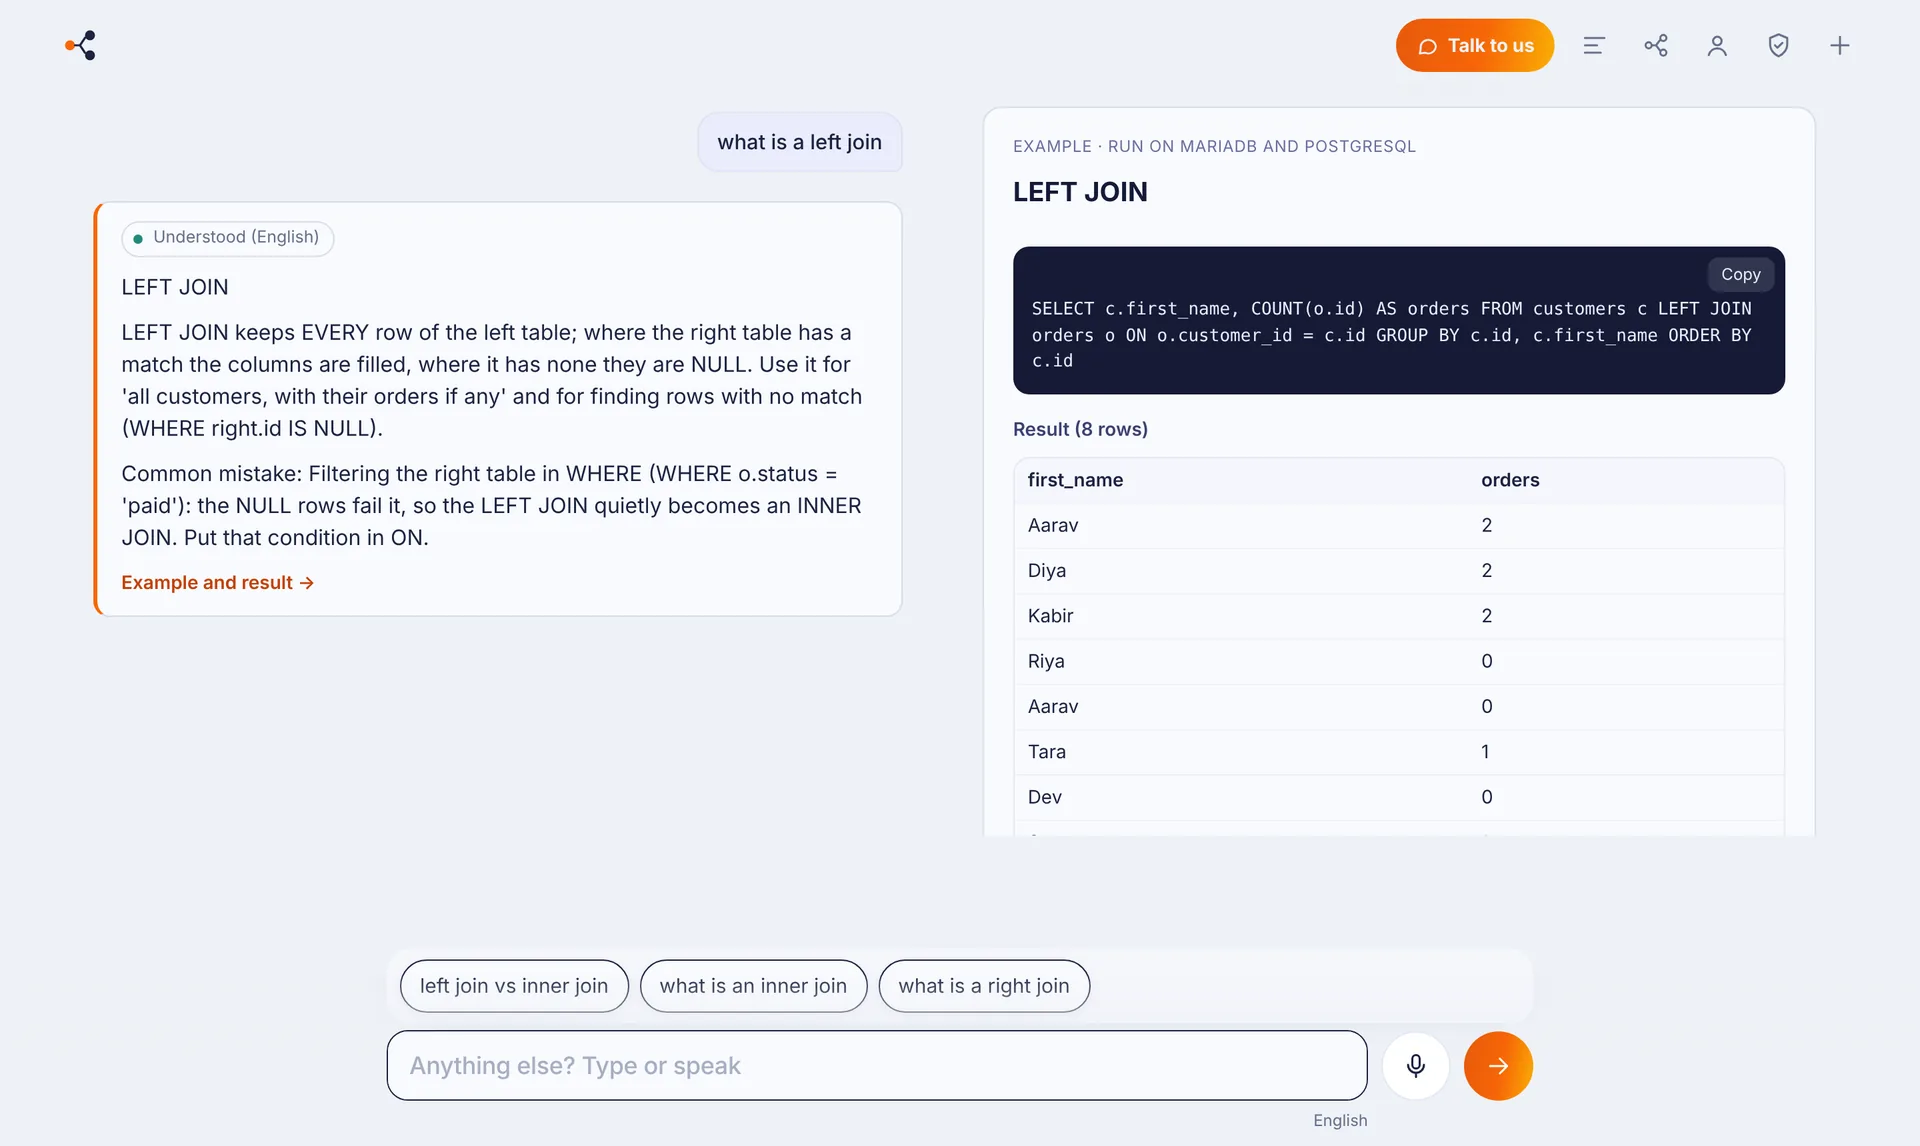 Talk to us
what is a left join
Understood (English)
LEFT JOIN
LEFT JOIN keeps EVERY row of the left table; where the right table has a
match the columns are filled, where it has none they are NULL. Use it for
'all customers, with their orders if any' and for finding rows with no match
(WHERE right.id IS NULL).
Common mistake: Filtering the right table in WHERE (WHERE o.status =
'paid'): the NULL rows fail it, so the LEFT JOIN quietly becomes an INNER
JOIN. Put that condition in ON.
Example and result →
EXAMPLE · RUN ON MARIADB AND POSTGRESQL
LEFT JOIN
Copy
SELECT c.first_name, COUNT(o.id) AS orders FROM customers c LEFT JOIN
orders o ON o.customer_id = c.id GROUP BY c.id, c.first_name ORDER BY
c.id
Result (8 rows)
first_name orders
Aarav 2
Diya 2
Kabir 2
Riya 0
Aarav 0
Tara 1
Dev 0
left join vs inner join
what is an inner join
what is a right join
Anything else? Type or speak
English